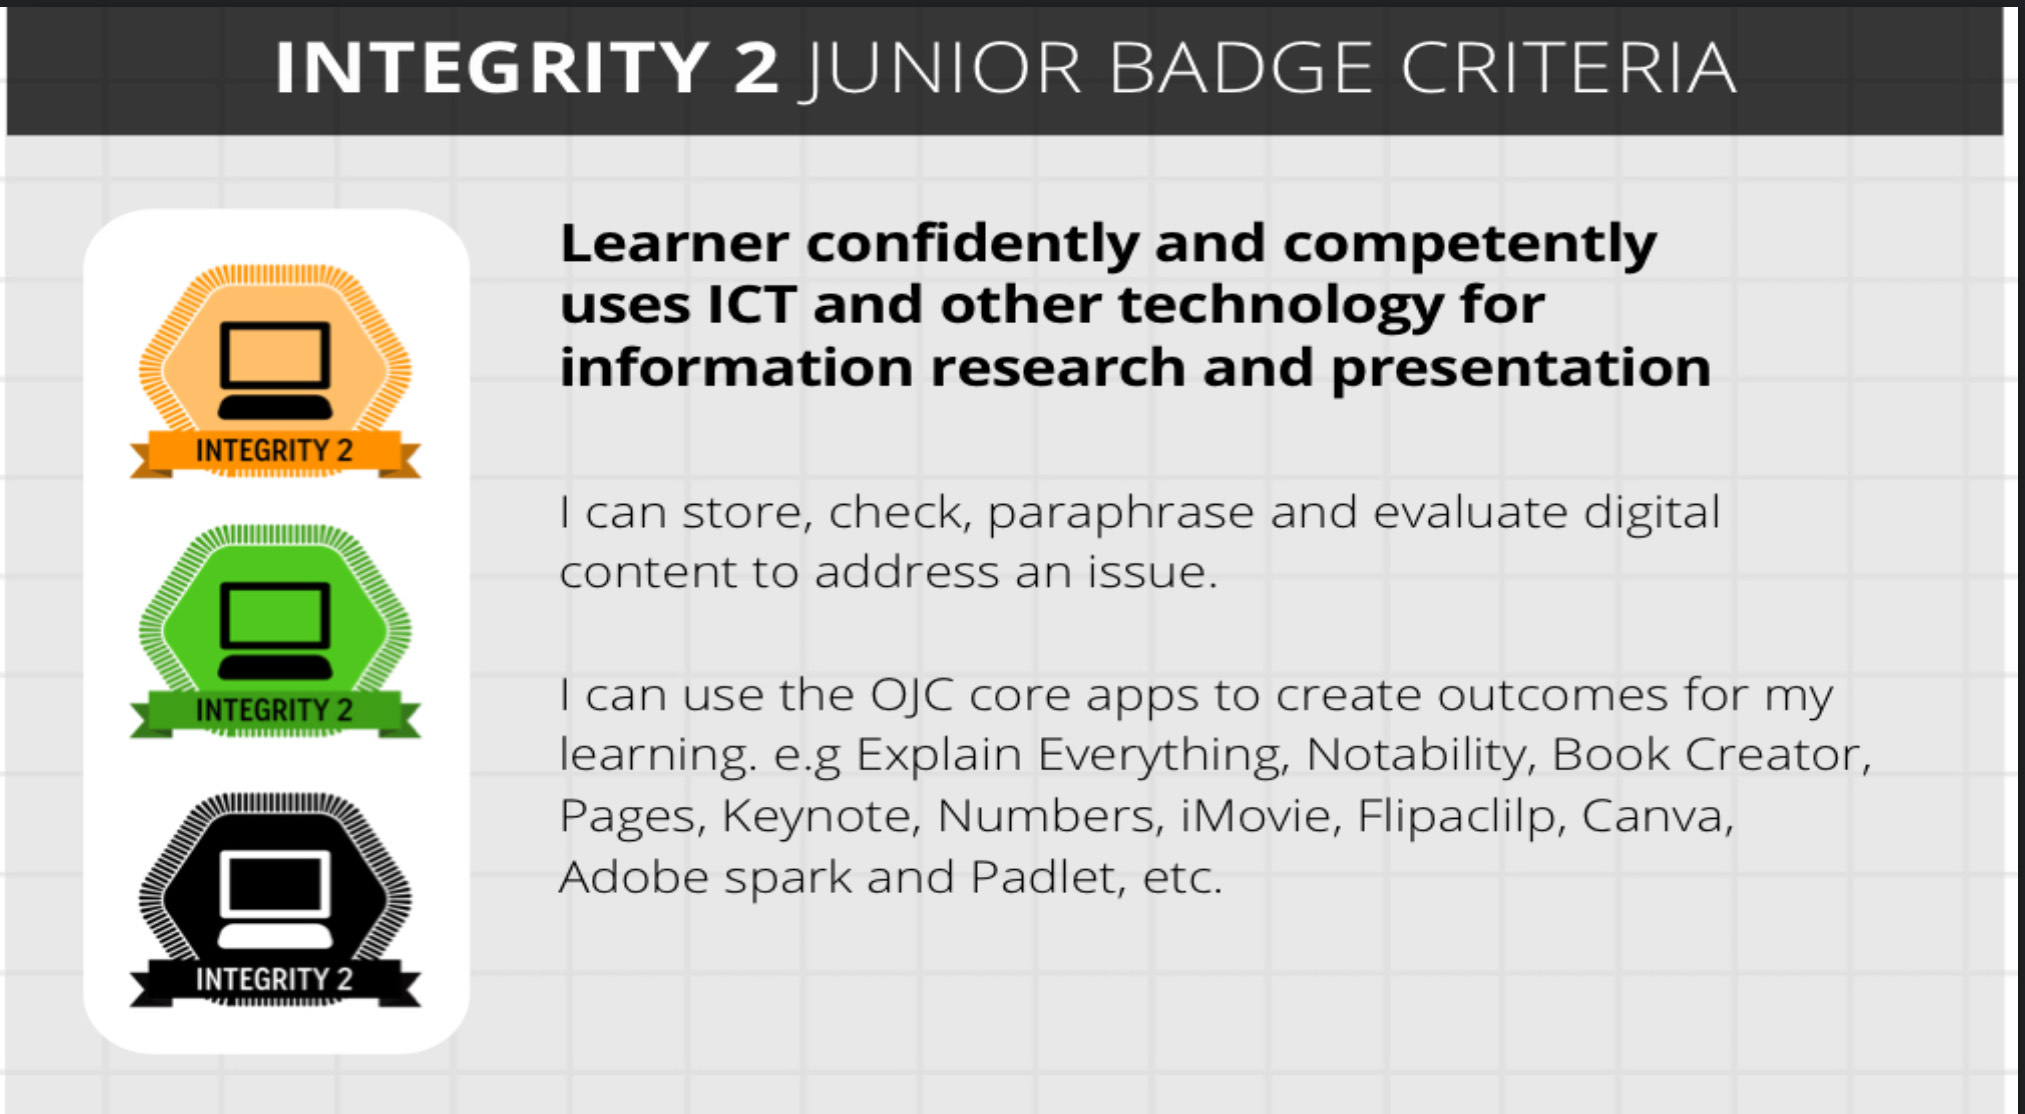 INTEGRITY 2 JUNIOR BADGE CRITERIA
Learner confidently and competently
uses ICT and other technology for
information research and presentation
INTEGRITY 2
I can store, check, paraphrase and evaluate digital
content to address an issue.
INTEGRITY 2
I can use the OJC core apps to create outcomes for my
learning. e.g Explain Everything, Notability, Book Creator,
Pages, Keynote, Numbers, iMovie, Flipaclilp, Canva,
Adobe spark and Padlet, etc.
INTEGRITY 2